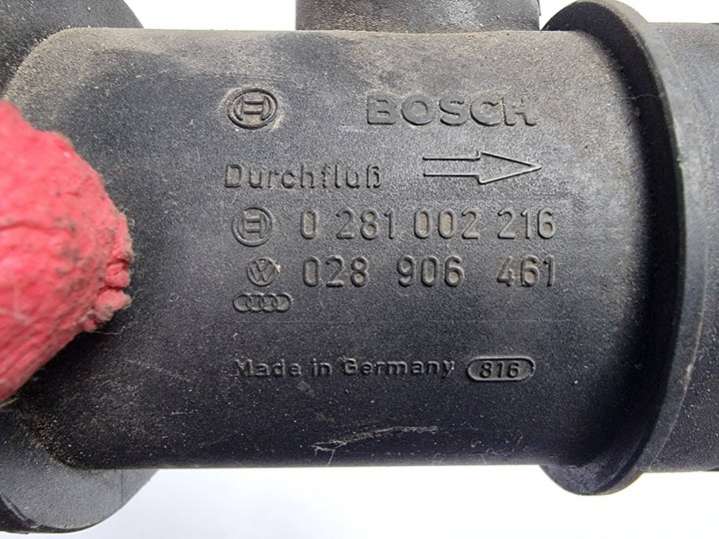 BOSCH
Durchfluß
0 281 002 216
028 906 461
Made in Germany 816